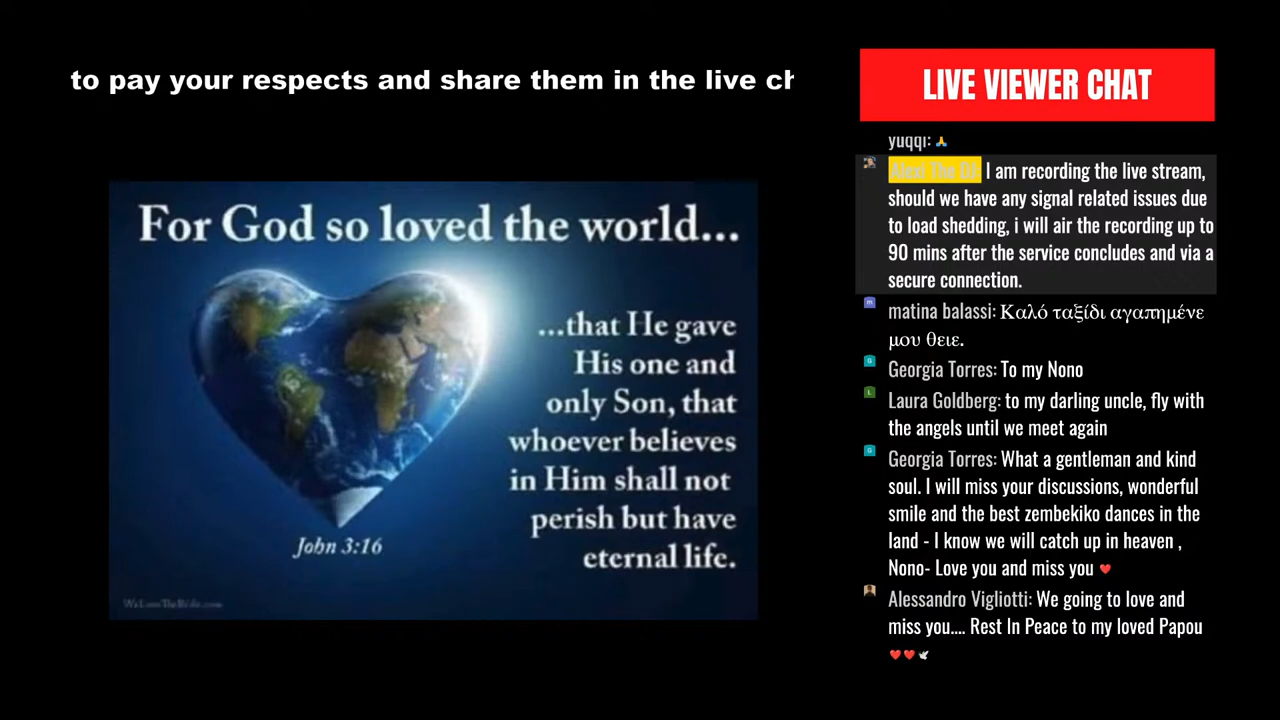 to pay your respects and share them in the live ch
LIVE VIEWER CHAT
For God so loved the world...
...that He gave
His one and
only Son, that
whoever believes
in Him shall not
perish but have
eternal life.
John 3:16
WeLoveTheBible.com
yuqqi: 🙏
Alexi The DJ: I am recording the live stream,
should we have any signal related issues due
to load shedding, i will air the recording up to
90 mins after the service concludes and via a
secure connection.
matina balassi: Καλό ταξίδι αγαπημένε
μου θειε.
Georgia Torres: To my Nono
Laura Goldberg: to my darling uncle, fly with
the angels until we meet again
Georgia Torres: What a gentleman and kind
soul. I will miss your discussions, wonderful
smile and the best zembekiko dances in the
land - I know we will catch up in heaven ,
Nono- Love you and miss you ❤
Alessandro Vigliotti: We going to love and
miss you.... Rest In Peace to my loved Papou
❤❤🕊